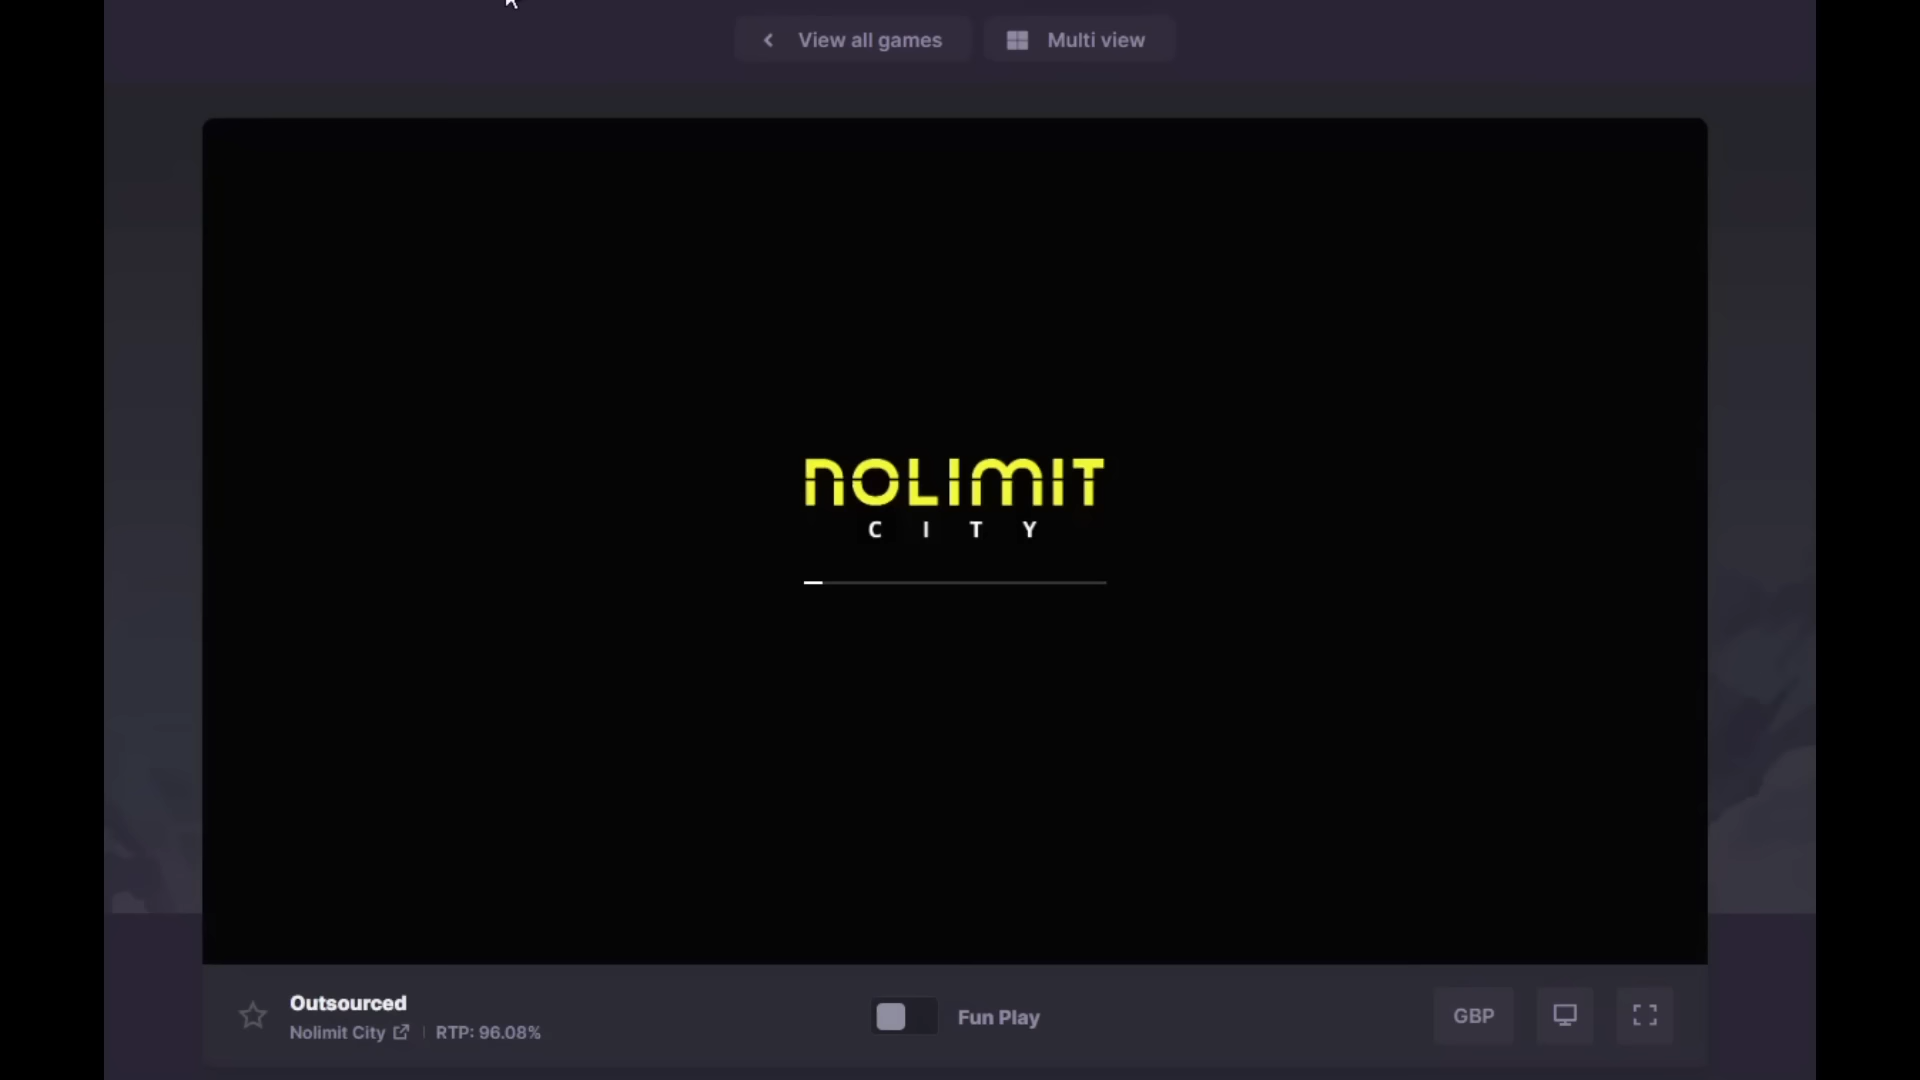 View all games
Multi view
NOLIMIT
CITY
Outsourced
Nolimit City
RTP: 96.08%
Fun Play
GBP